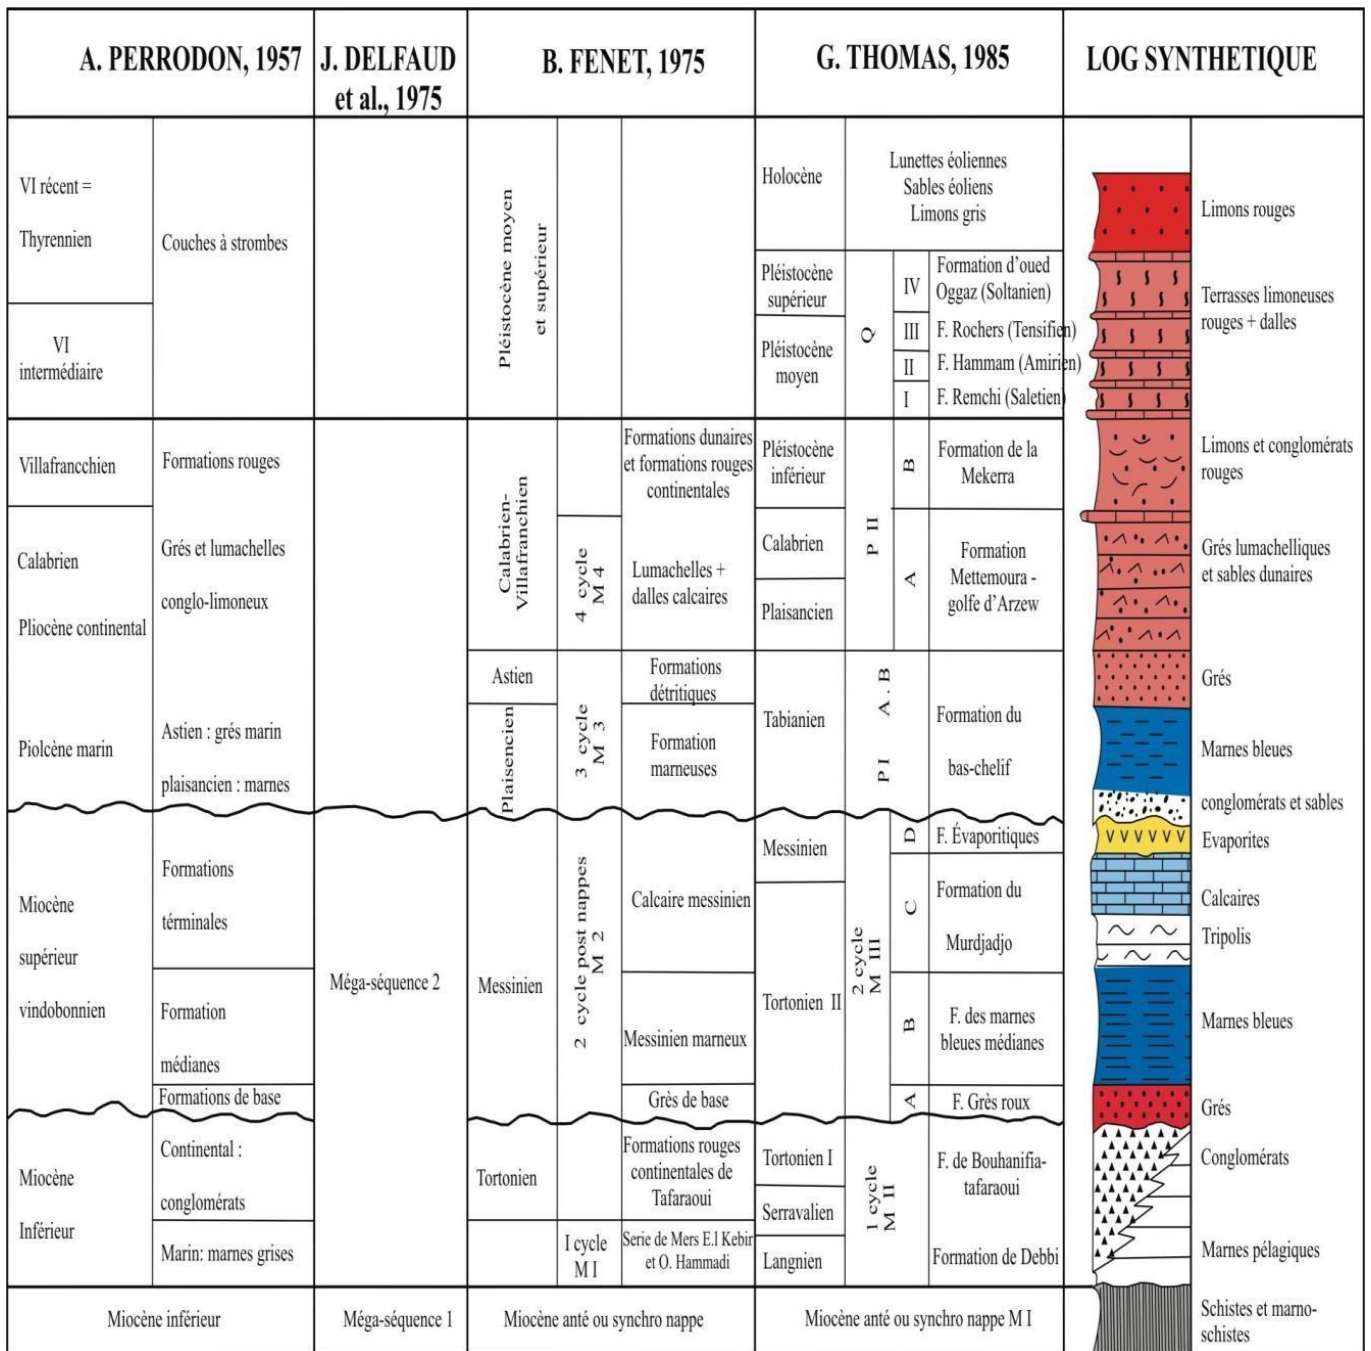 A. PERRODON, 1957
J. DELFAUD
et al., 1975
B. FENET, 1975
G. THOMAS, 1985
LOG SYNTHETIQUE
VI récent =
Thyrennien
VI
intermédiaire
Villafrancchien
Calabrien
Pliocène continental
Piolcène marin
Miocène
supérieur
vindobonnien
Miocène
Inférieur
Couches à strombes
Formations rouges
Grés et lumachelles
conglo-limoneux
Astien : grés marin
plaisancien : marnes
Formations
términales
Formation
médianes
Formations de base
Continental :
conglomérats
Marin: marnes grises
Miocène inférieur
Méga-séquence 2
Méga-séquence 1
Pléistocène moyen
et supérieur
Calabrien-
Villafranchien
Astien
Plaisencien
Messinien
Tortonien
4 cycle
M 4
3 cycle
M 3
2 cycle post nappes
M 2
I cycle
M I
Formations dunaires
et formations rouges
continentales
Lumachelles +
dalles calcaires
Formations
détritiques
Formation
marneuses
Calcaire messinien
Messinien marneux
Grès de base
Formations rouges
continentales de
Tafaraoui
Serie de Mers E.l Kebir
et O. Hammadi
Miocène anté ou synchro nappe
Holocène
Pléistocène
supérieur
Pléistocène
moyen
Pléistocène
inférieur
Calabrien
Plaisancien
Tabianien
Messinien
Tortonien II
Tortonien I
Serravalien
Langnien
Q
P II
PI A . B
2 cycle
M III
1 cycle
M II
IV
III
II
I
B
A
D
C
B
A
Lunettes éoliennes
Sables éoliens
Limons gris
Formation d’oued
Oggaz (Soltanien)
F. Rochers (Tensifien)
F. Hammam (Amirien)
F. Remchi (Saletien)
Formation de la
Mekerra
Formation
Mettemoura -
golfe d’Arzew
Formation du
bas-chelif
F. Évaporitiques
Formation du
Murdjadjo
F. des marnes
bleues médianes
F. Grès roux
F. de Bouhanifia-
tafaraoui
Formation de Debbi
Miocène anté ou synchro nappe M I
Limons rouges
Terrasses limoneuses
rouges + dalles
Limons et conglomérats
rouges
Grés lumachelliques
et sables dunaires
Grés
Marnes bleues
conglomérats et sables
Evaporites
Calcaires
Tripolis
Marnes bleues
Grés
Conglomérats
Marnes pélagiques
Schistes et marno-
schistes